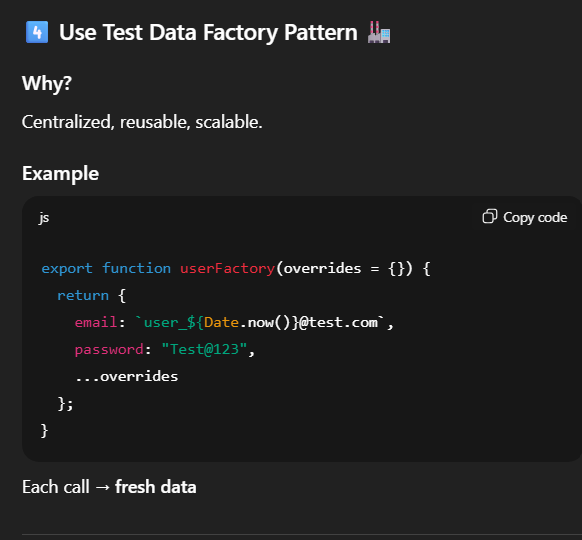 4 Use Test Data Factory Pattern
Why?
Centralized, reusable, scalable.
Example
js
Copy code
export function userFactory(overrides = {}) {
  return {
    email: `user_${Date.now()}@test.com`,
    password: "Test@123",
    ...overrides
  };
}
Each call → fresh data